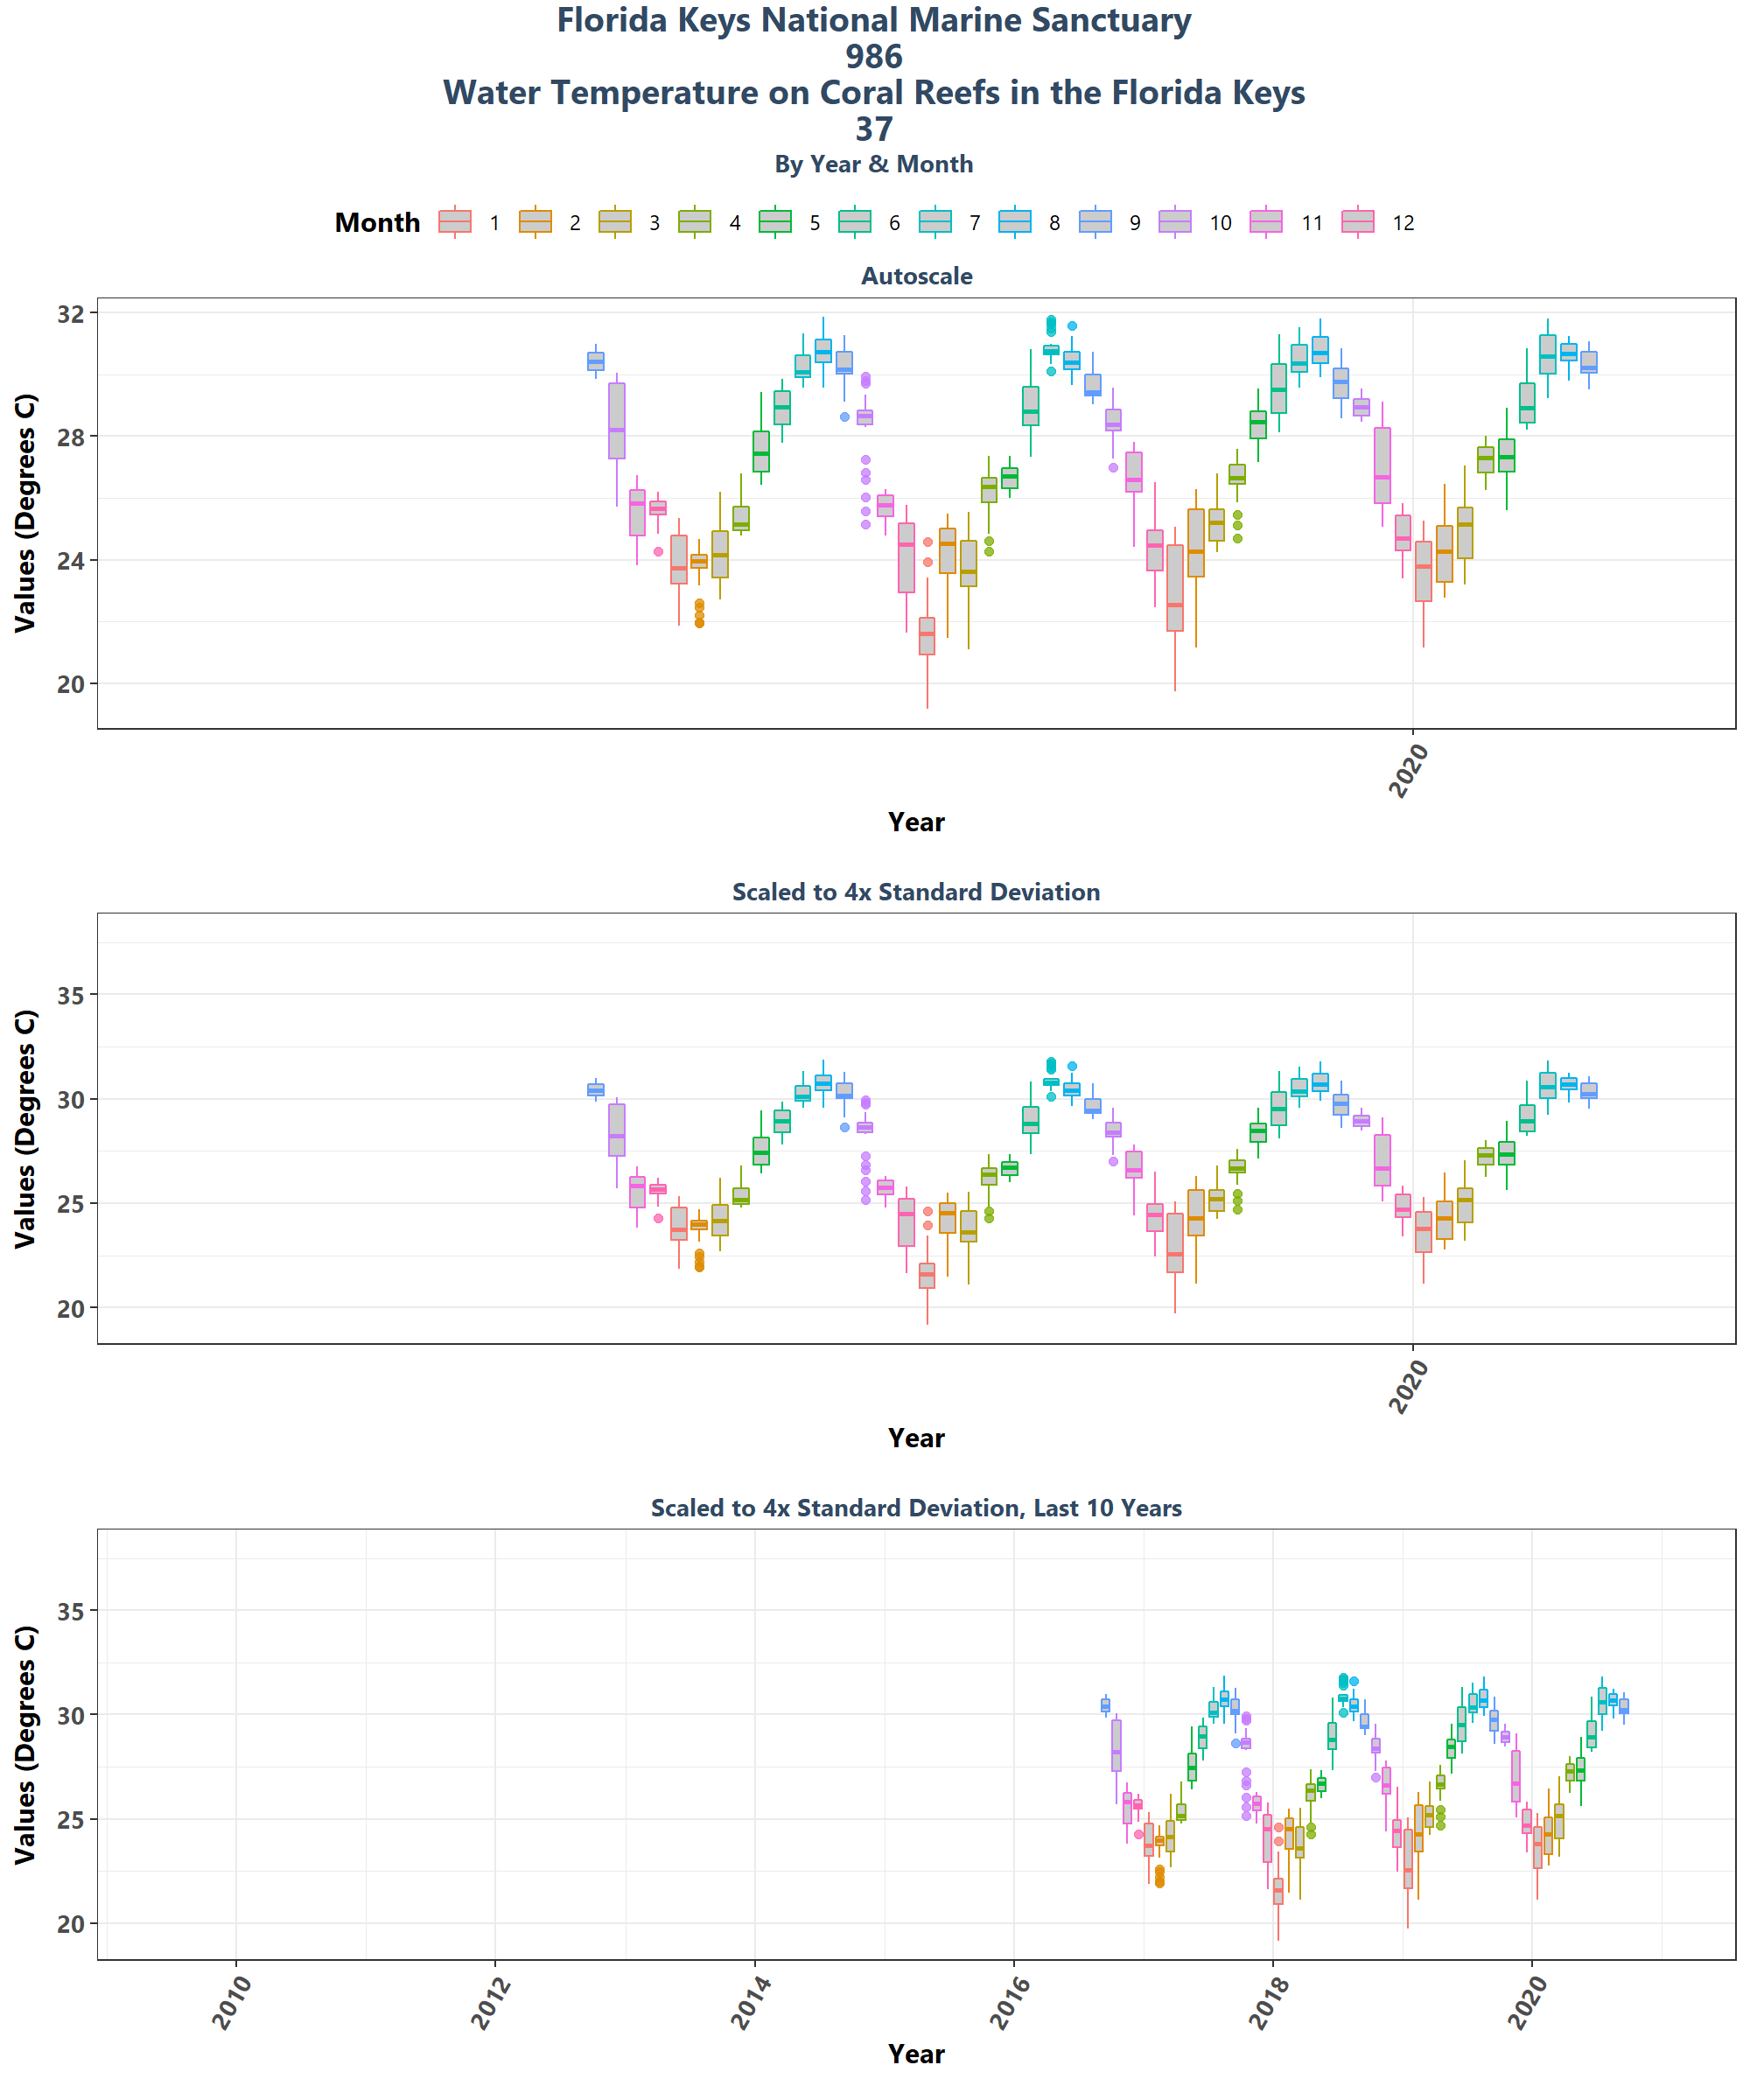 Florida Keys National Marine Sanctuary
986
Water Temperature on Coral Reefs in the Florida Keys
37
By Year & Month
Month 1 2 3 4 5 6 7 8 9 10 11 12
Autoscale
Values (Degrees C)
32
28
24
20
2020
Year
Scaled to 4x Standard Deviation
Values (Degrees C)
35
30
25
20
2020
Year
Scaled to 4x Standard Deviation, Last 10 Years
Values (Degrees C)
35
30
25
20
2010 2012 2014 2016 2018 2020
Year